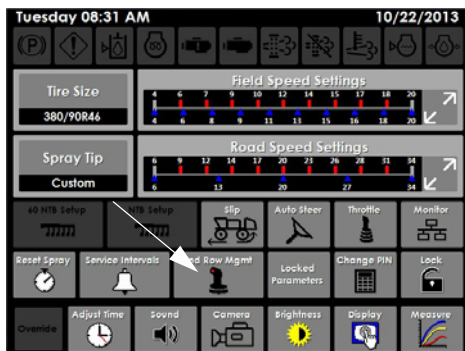 Tuesday 08:31 AM 10/22/2013
(P)
Tire Size
380/90R46
Field Speed Settings
4 6 7 9 10 12 14 15 17 18 20
4 6 8 9 11 13 15 16 18 20
Spray Tip
Custom
Road Speed Settings
6 9 12 14 17 20 23 26 28 31 34
6 13 20 27 34
60 NTB Setup NTB Setup Slip Auto Steer Throttle Monitor
Reset Spray Service Intervals Row Mgmt Locked Parameters Change PIN Lock
Override Adjust Time Sound Camera Brightness Display Measure